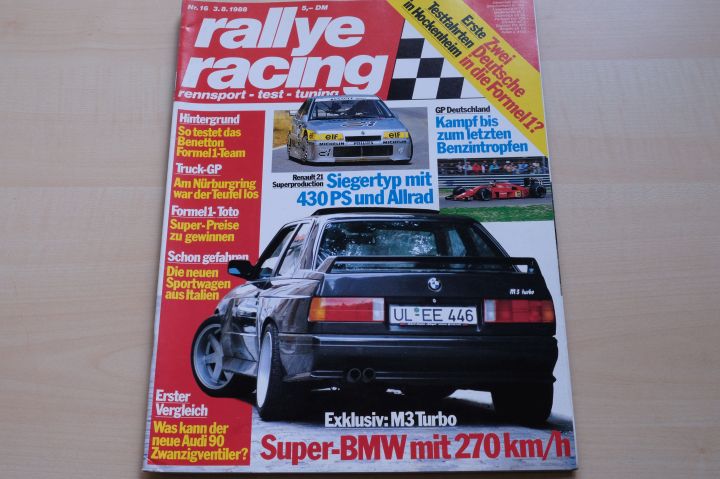 Nr. 16 3.8.1988 5,- DM
rallye
racing
rennsport - test - tuning
Erste
Testfahrten
in Hockenheim
Zwei
Deutsche
in die Formel 1?
Hintergrund
So testet das
Benetton
Formel 1-Team
Truck-GP
Am Nürburgring
war der Teufel los
Formel 1-Toto
Super-Preise
zu gewinnen
Schon gefahren
Die neuen
Sportwagen
aus Italien
Erster
Vergleich
Was kann der
neue Audi 90
Zwanzigventiler?
elf
elf
MICHELIN
MICHELIN
Renault 21
Superproduction
Siegertyp mit
430 PS und Allrad
GP Deutschland
Kampf bis
zum letzten
Benzintropfen
M3 turbo
UL-EE 446
Exklusiv: M3 Turbo
Super-BMW mit 270 km/h